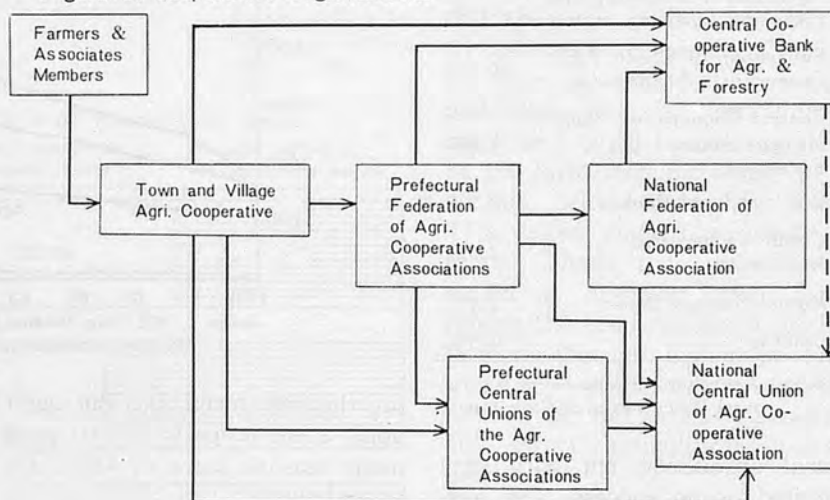 Farmers &
Associates
Members
Central Co-
operative Bank
for Agr. &
Forestry
Town and Village
Agri. Cooperative
Prefectural
Federation
of Agri.
Cooperative
Associations
National
Federation of
Agri.
Cooperative
Association
Prefectural
Central
Unions of
the Agr.
Cooperative
Associations
National
Central Union
of Agr. Co-
operative
Association